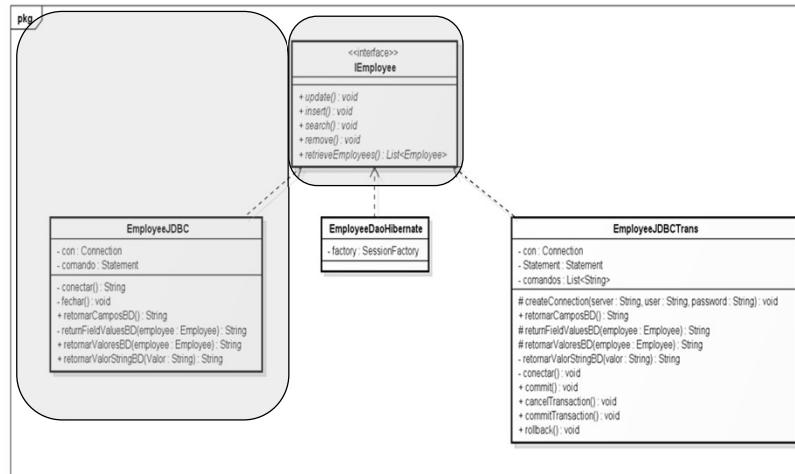 pkg
<<interface>>
IEmployee
+ update() : void
+ insert() : void
+ search() : void
+ remove() : void
+ retrieveEmployees() : List<Employee>
EmployeeJDBC
- con : Connection
- comando : Statement
- conectar() : String
- fechar() : void
+ retornarCamposBD() : String
- returnFieldValuesBD(employee : Employee) : String
+ retornarValoresBD(employee : Employee) : String
+ retornarValorStringBD(Valor : String) : String
EmployeeDaoHibernate
- factory : SessionFactory
EmployeeJDBCTrans
- con : Connection
- Statement : Statement
- comandos : List<String>
# createConnection(server : String, user : String, password : String) : void
+ retornarCamposBD() : String
# returnFieldValuesBD(employee : Employee) : String
# retornarValoresBD(employee : Employee) : String
- retornarValorStringBD(valor : String) : String
- conectar() : void
+ commit() : void
+ cancelTransaction() : void
+ commitTransaction() : void
+ rollback() : void